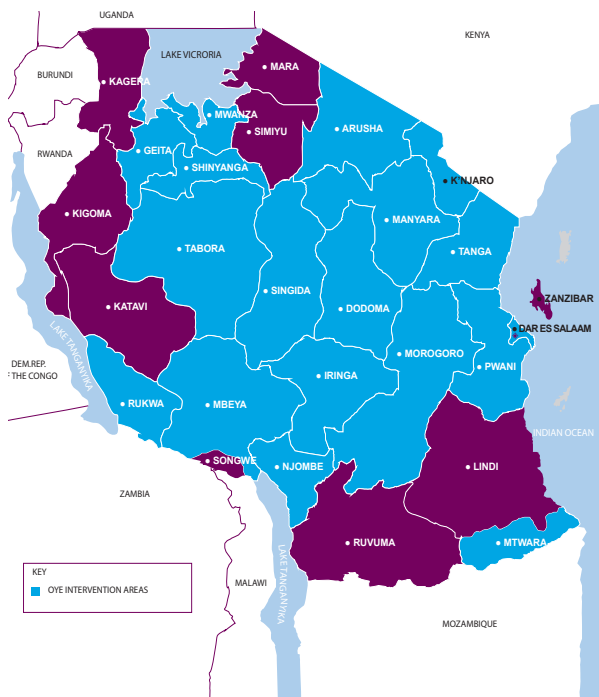 UGANDA
KENYA
LAKE VICRORIA
MARA
BURUNDI
KAGERA
MWANZA
SIMIYU
ARUSHA
RWANDA
GEITA
SHINYANGA
K'NJARO
KIGOMA
MANYARA
TABORA
TANGA
SINGIDA
ZANZIBAR
KATAVI
DODOMA
DAR ES SALAAM
LAKE TANGANYIKA
MOROGORO
DEM.REP.
F THE CONGO
PWANI
IRINGA
RUKWA
MBEYA
INDIAN OCEAN
SONGWE
NJOMBE
LINDI
ZAMBIA
RUVUMA
MTWARA
LAKE TANGANYIKA
KEY
OYE INTERVENTION AREAS
MALAWI
MOZAMBIQUE